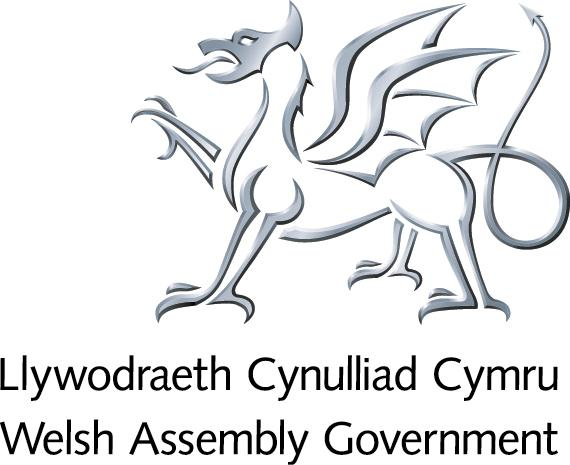 Llywodraeth Cynulliad Cymru
Welsh Assembly Government